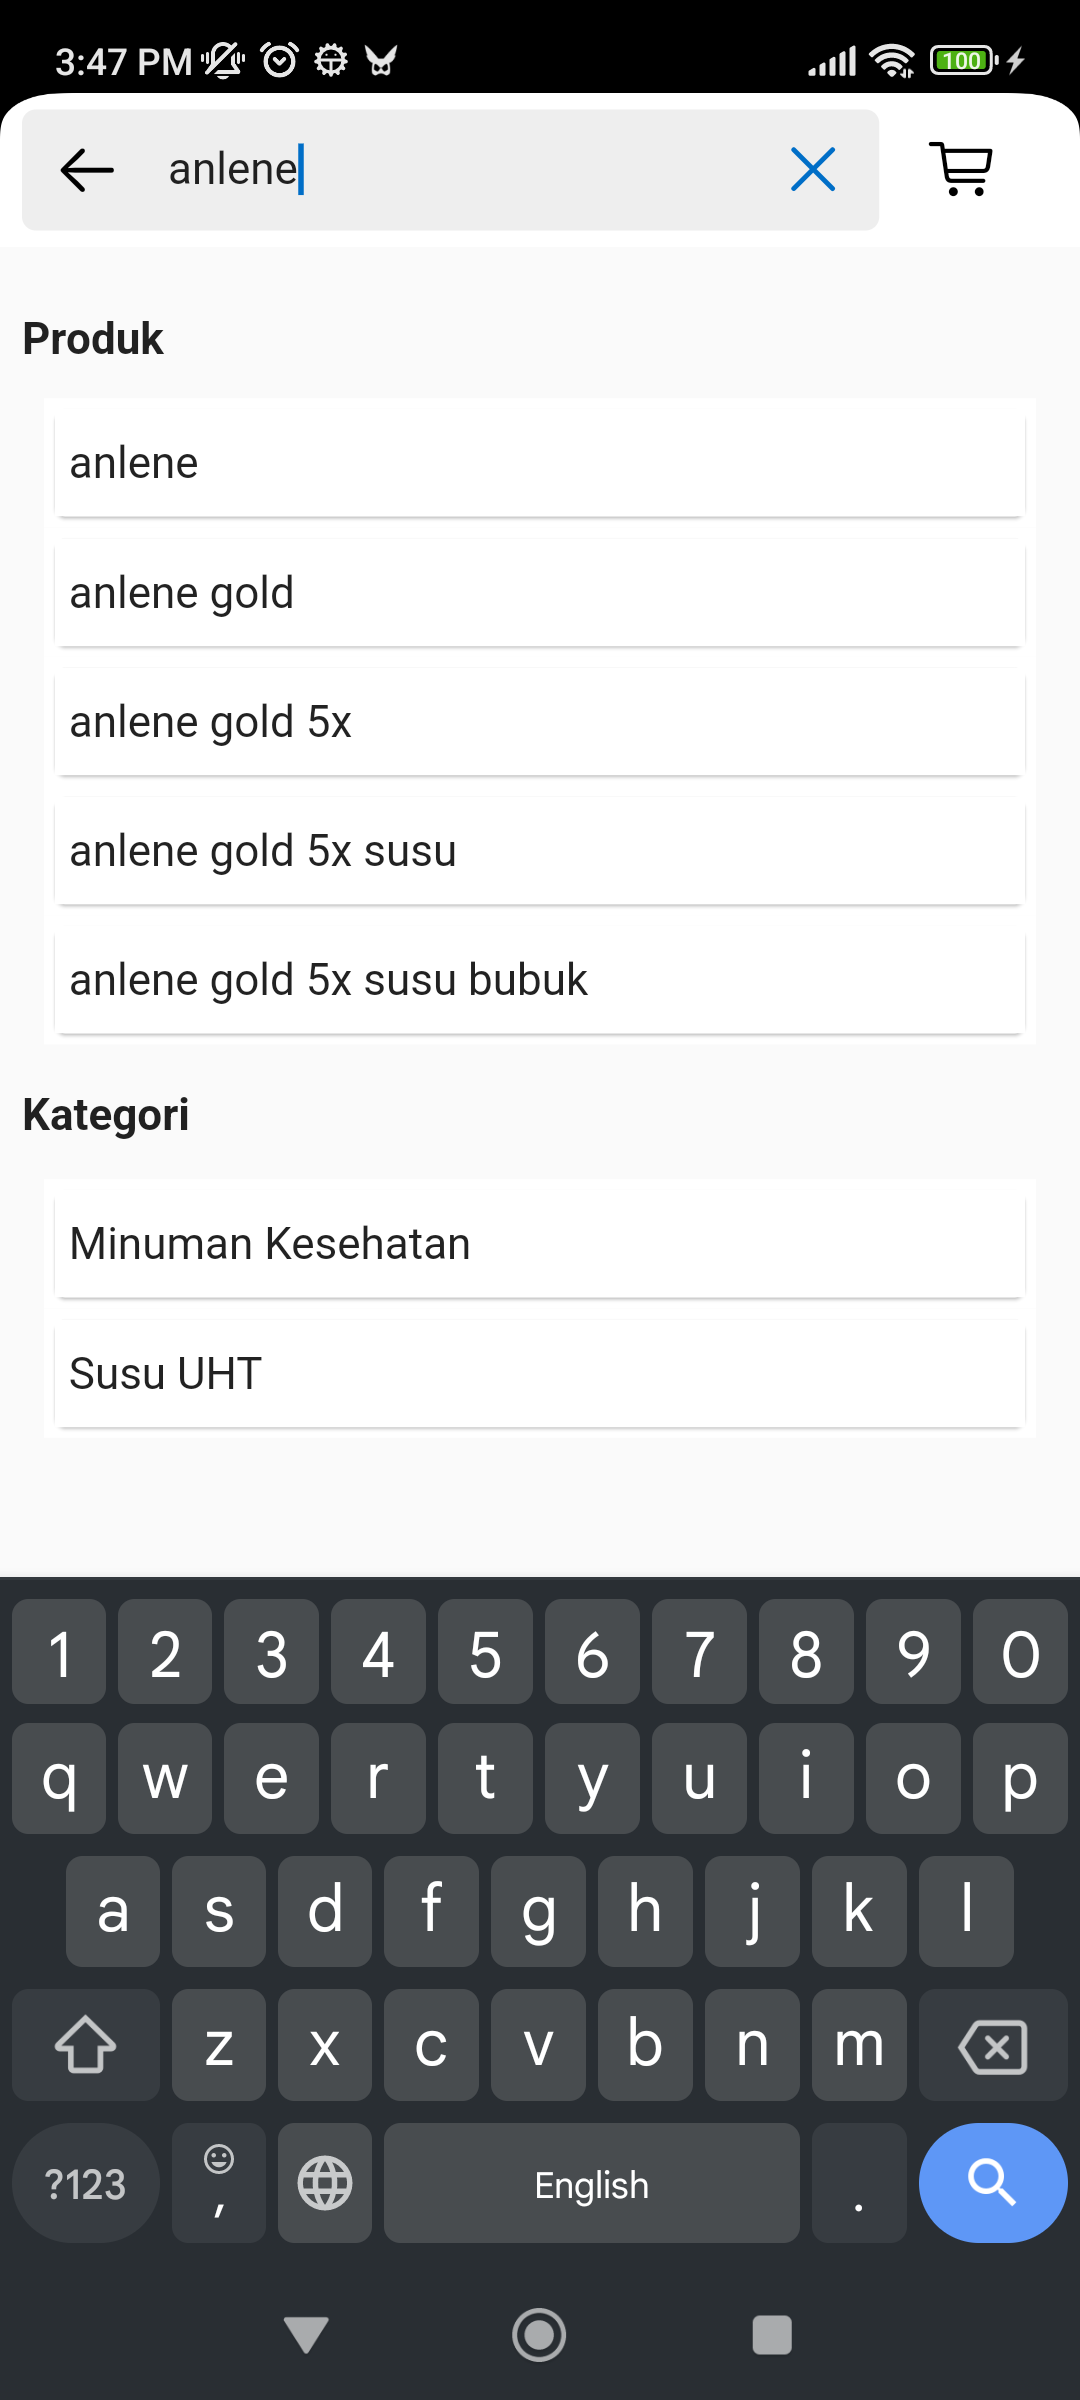 3:47 PM
100
anlene
Produk
anlene
anlene gold
anlene gold 5x
anlene gold 5x susu
anlene gold 5x susu bubuk
Kategori
Minuman Kesehatan
Susu UHT
1 2 3 4 5 6 7 8 9 0
q w e r t y u i o p
a s d f g h j k l
z x c v b n m
?123 , English .